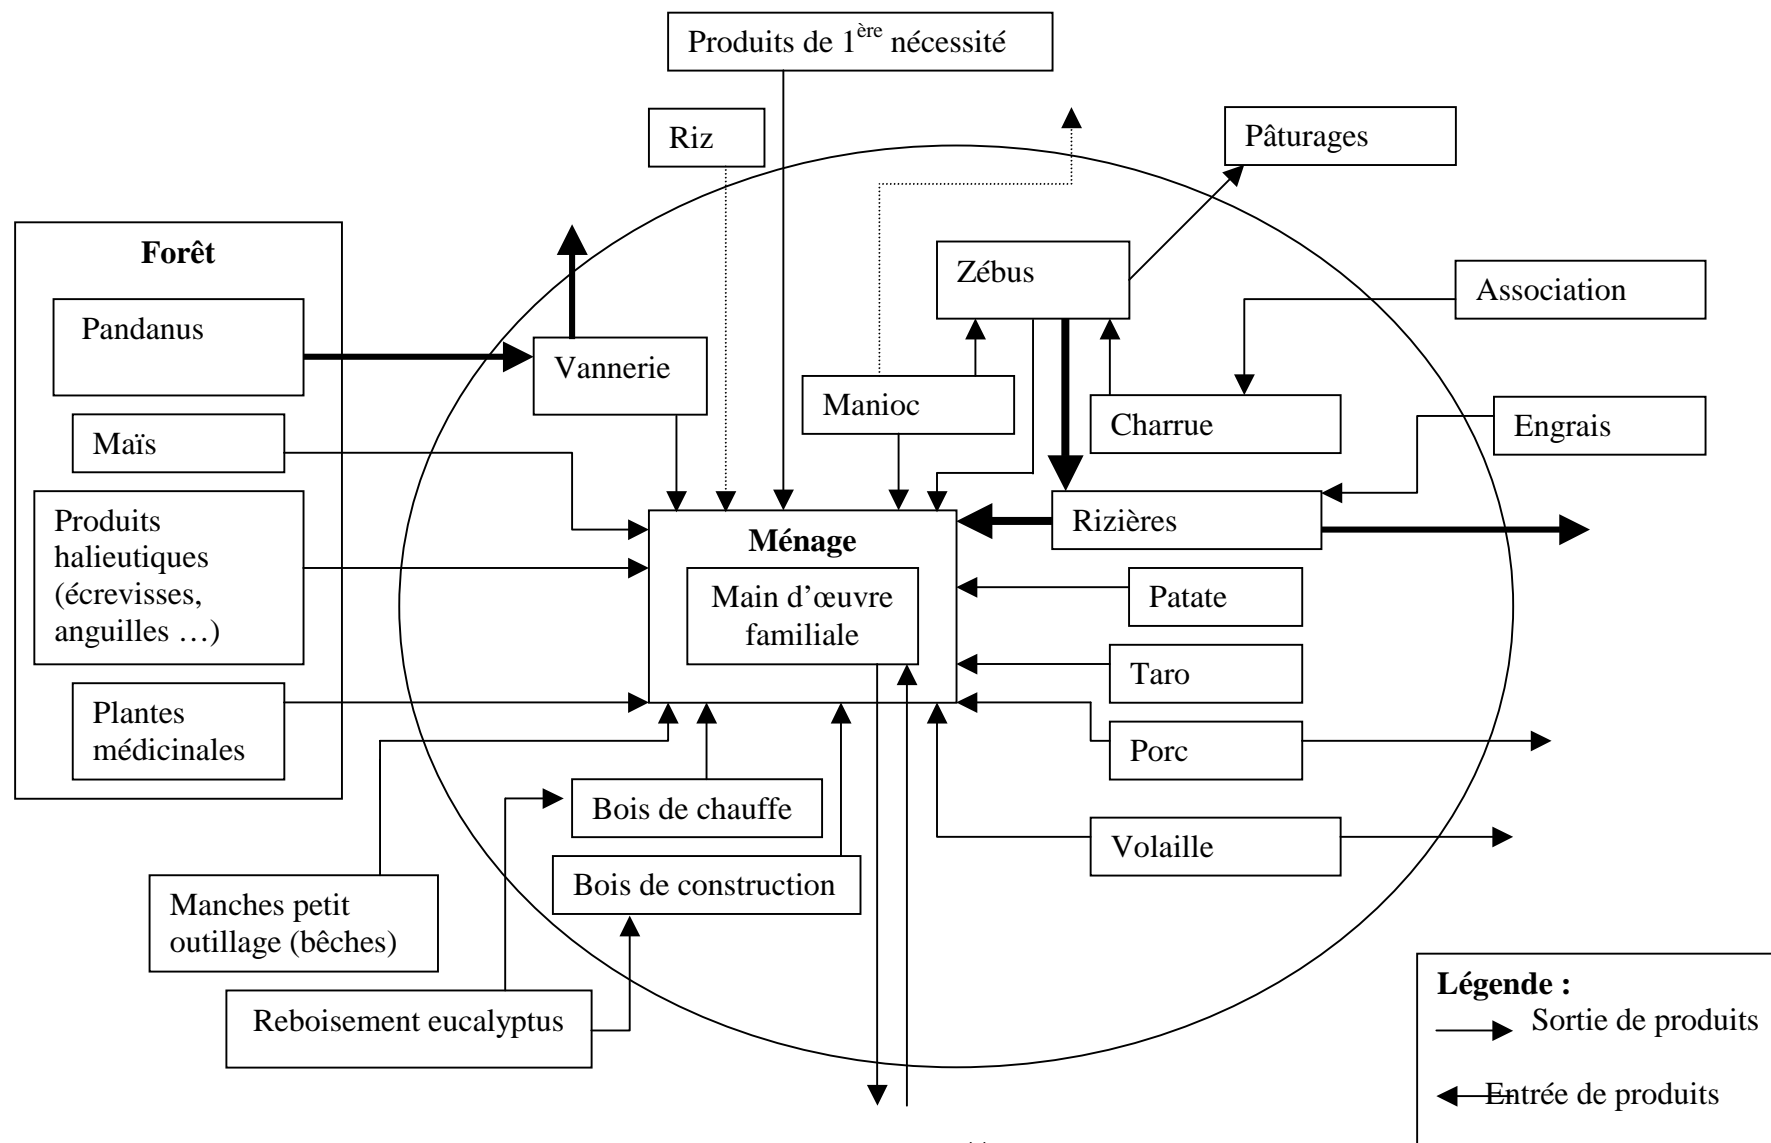 Produits de 1ère nécessité
Riz
Pâturages
Forêt
Zébus
Association
Pandanus
Vannerie
Manioc
Charrue
Engrais
Maïs
Produits
halieutiques
(écrevisses,
anguilles …)
Rizières
Ménage
Main d’œuvre
familiale
Patate
Taro
Plantes
médicinales
Porc
Bois de chauffe
Volaille
Bois de construction
Manches petit
outillage (bêches)
Reboisement eucalyptus
Légende :
Sortie de produits
Entrée de produits